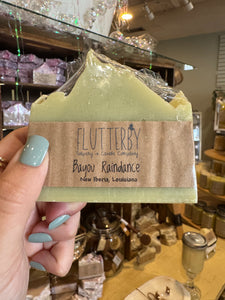 FLUTTERBY
Bayou Raindance
New Iberia, Louisiana